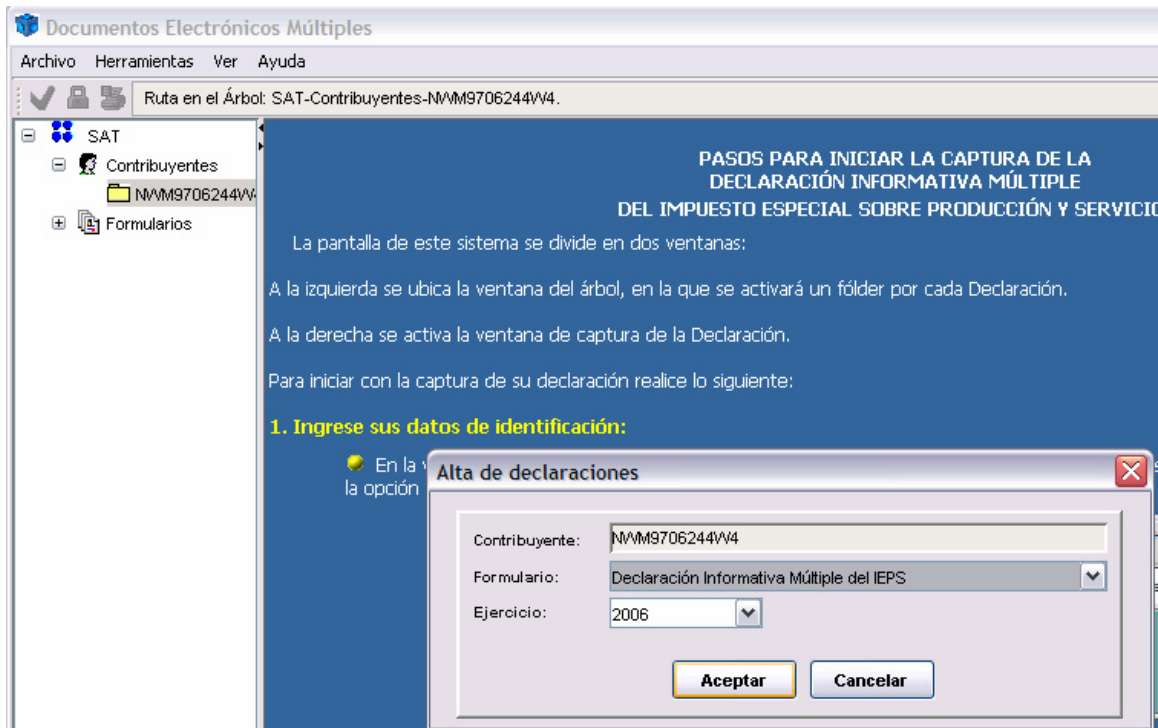 Documentos Electrónicos Múltiples
Archivo Herramientas Ver Ayuda
Ruta en el Árbol: SAT-Contribuyentes-NWM9706244W4.
SAT
Contribuyentes
NWM9706244W
Formularios
PASOS PARA INICIAR LA CAPTURA DE LA
DECLARACIÓN INFORMATIVA MÚLTIPLE
DEL IMPUESTO ESPECIAL SOBRE PRODUCCIÓN Y SERVICIO
La pantalla de este sistema se divide en dos ventanas:
A la izquierda se ubica la ventana del árbol, en la que se activará un fólder por cada Declaración.
A la derecha se activa la ventana de captura de la Declaración.
Para iniciar con la captura de su declaración realice lo siguiente:
1. Ingrese sus datos de identificación:
En la
la opción
Alta de declaraciones
Contribuyente: NWM9706244W4
Formulario: Declaración Informativa Múltiple del IEPS
Ejercicio: 2006
Aceptar Cancelar